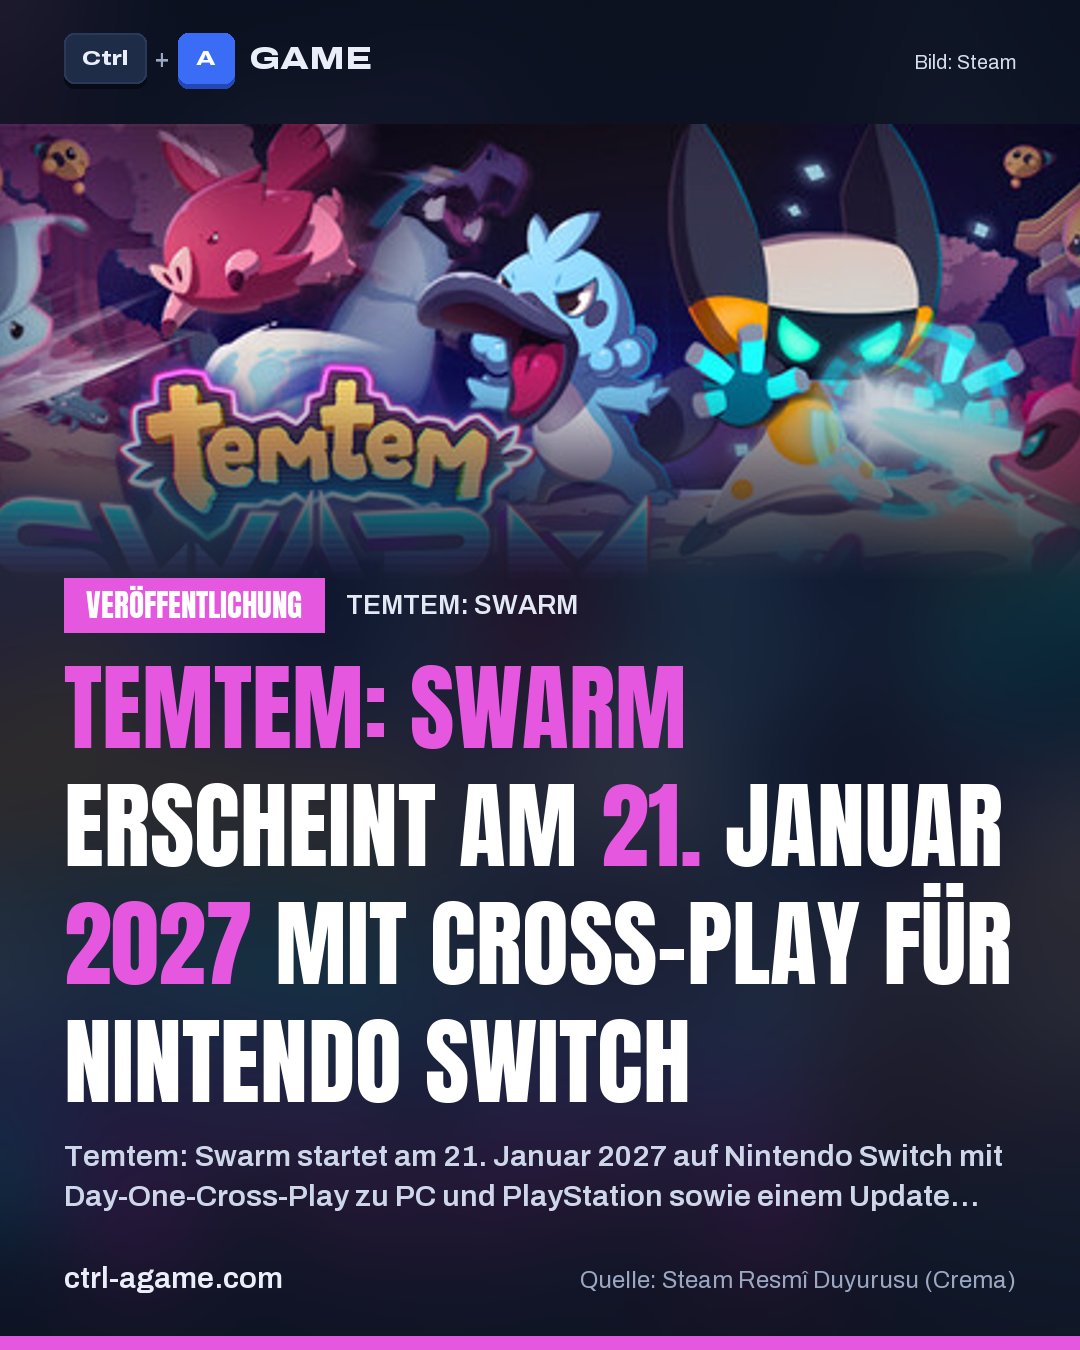 Ctrl + A GAME
Bild: Steam
temtem
SWARM
VERÖFFENTLICHUNG
TEMTEM: SWARM
TEMTEM: SWARM
ERSCHEINT AM 21. JANUAR
2027 MIT CROSS-PLAY FÜR
NINTENDO SWITCH
Temtem: Swarm startet am 21. Januar 2027 auf Nintendo Switch mit
Day-One-Cross-Play zu PC und PlayStation sowie einem Update...
ctrl-agame.com
Quelle: Steam Resmî Duyurusu (Crema)